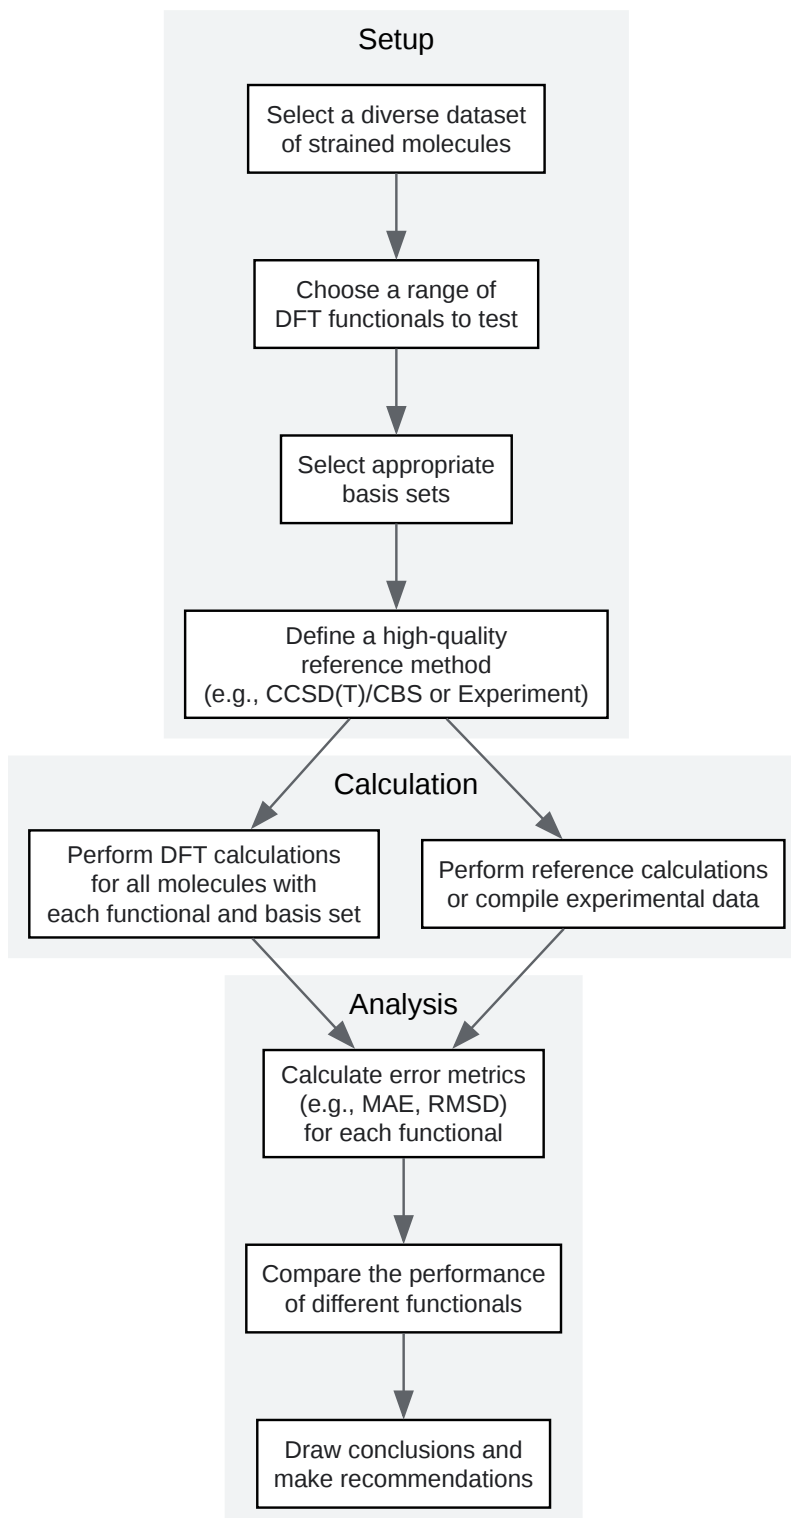 Setup
Select a diverse dataset
of strained molecules
Choose a range of
DFT functionals to test
Select appropriate
basis sets
Define a high-quality
reference method
(e.g., CCSD(T)/CBS or Experiment)
Calculation
Perform DFT calculations
for all molecules with
each functional and basis set
Perform reference calculations
or compile experimental data
Analysis
Calculate error metrics
(e.g., MAE, RMSD)
for each functional
Compare the performance
of different functionals
Draw conclusions and
make recommendations